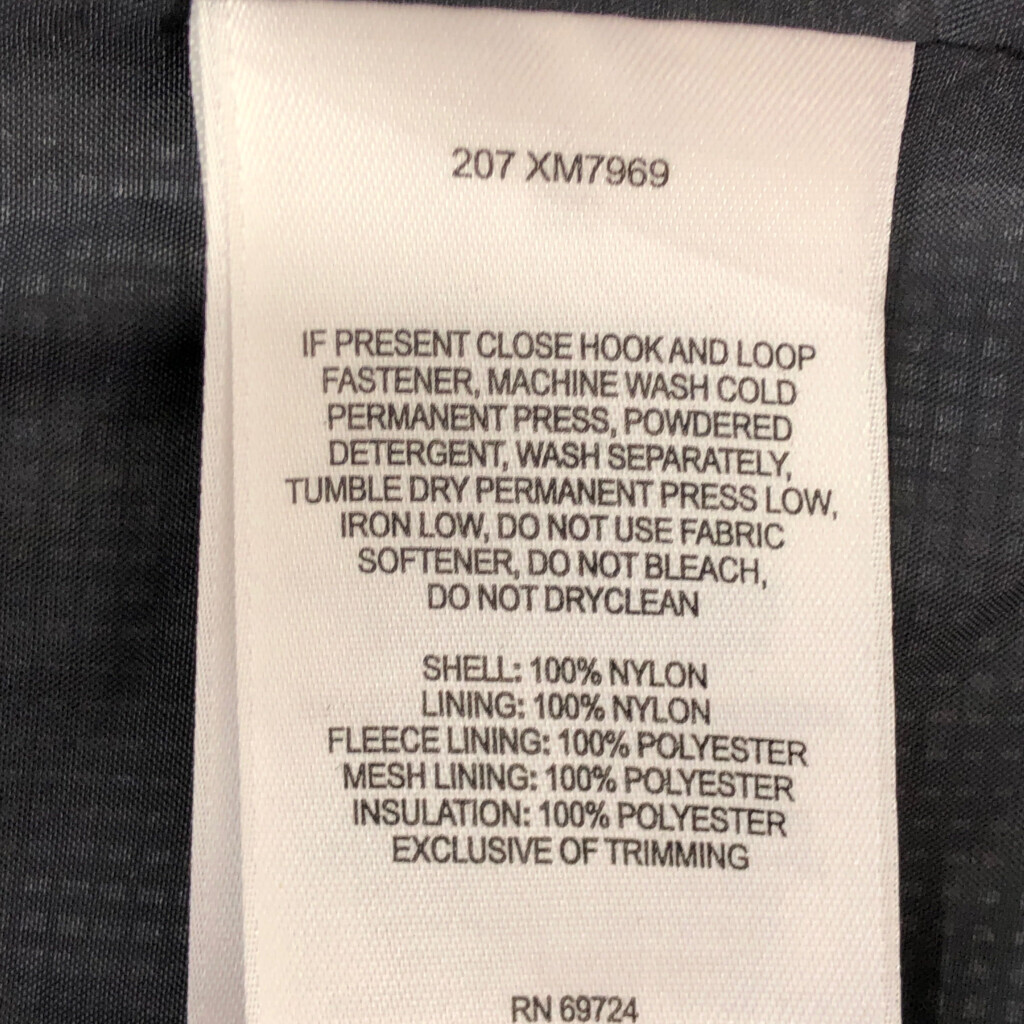 207 XM7969
IF PRESENT CLOSE HOOK AND LOOP
FASTENER, MACHINE WASH COLD
PERMANENT PRESS, POWDERED
DETERGENT, WASH SEPARATELY,
TUMBLE DRY PERMANENT PRESS LOW,
IRON LOW, DO NOT USE FABRIC
SOFTENER, DO NOT BLEACH,
DO NOT DRYCLEAN
SHELL: 100% NYLON
LINING: 100% NYLON
FLEECE LINING: 100% POLYESTER
MESH LINING: 100% POLYESTER
INSULATION: 100% POLYESTER
EXCLUSIVE OF TRIMMING
RN 69724